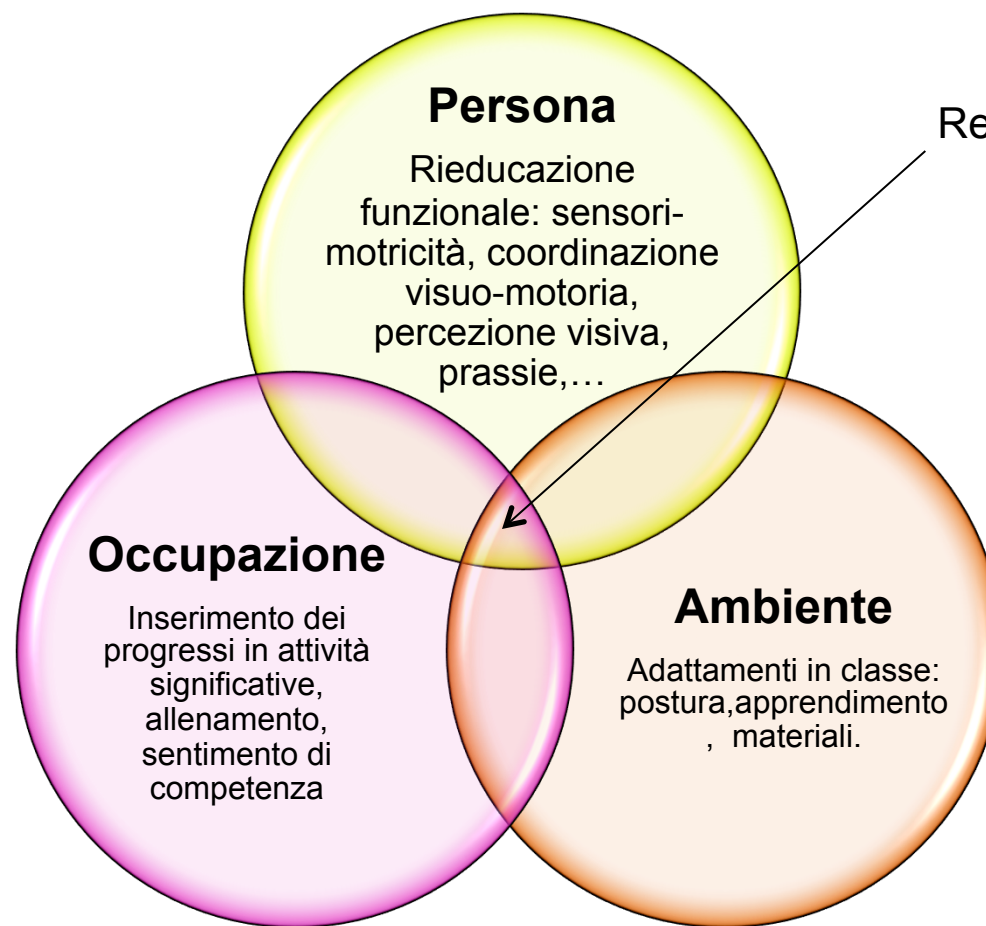 Persona
Rieducazione
funzionale: sensori-
motricità, coordinazione
visuo-motoria,
percezione visiva,
prassie,…
Occupazione
Inserimento dei
progressi in attività
significative,
allenamento,
sentimento di
competenza
Ambiente
Adattamenti in classe:
postura,apprendimento
, materiali.